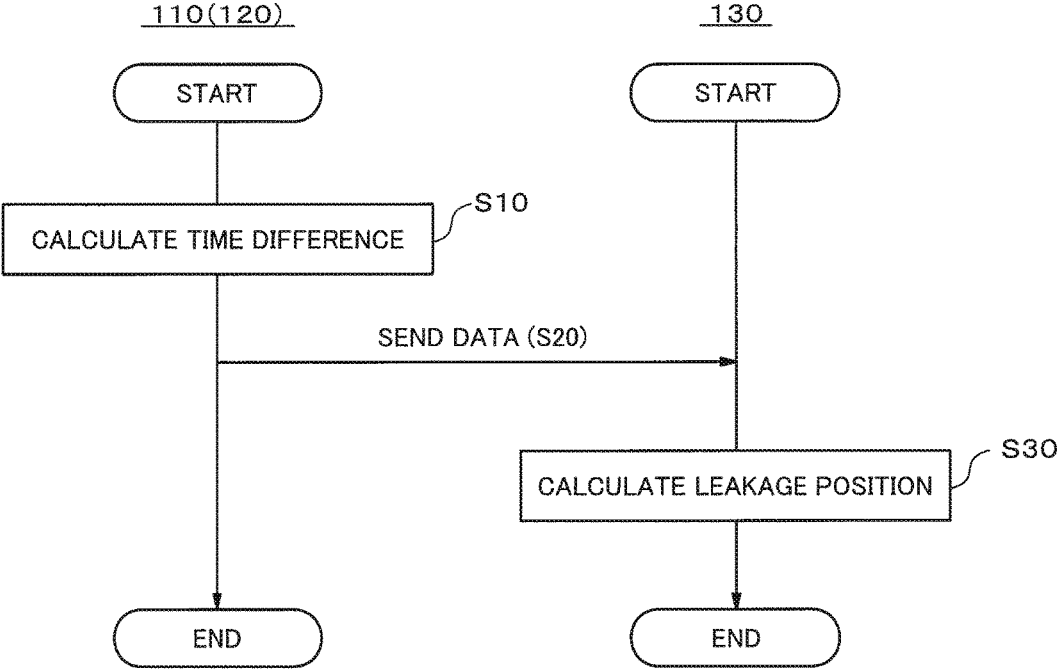 110(120)
130
START
START
S10
CALCULATE TIME DIFFERENCE
SEND DATA (S20)
S30
CALCULATE LEAKAGE POSITION
END
END